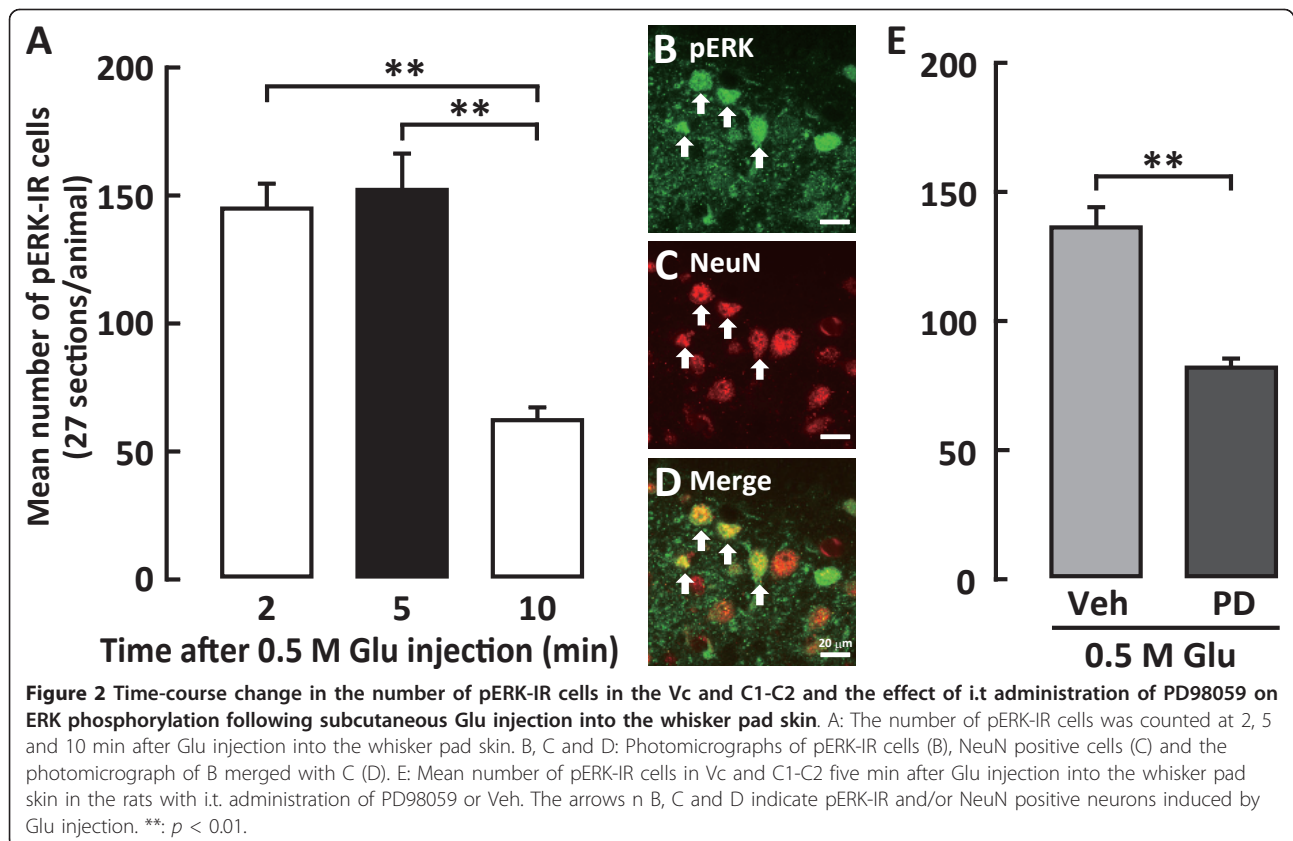 A
Mean number of pERK-IR cells
(27 sections/animal)
200
150
100
50
0
**
**
2 5 10
Time after 0.5 M Glu injection (min)
B pERK
C NeuN
D Merge
20 μm
E
200
150
100
50
0
**
Veh PD
0.5 M Glu
Figure 2 Time-course change in the number of pERK-IR cells in the Vc and C1-C2 and the effect of i.t administration of PD98059 on
ERK phosphorylation following subcutaneous Glu injection into the whisker pad skin. A: The number of pERK-IR cells was counted at 2, 5
and 10 min after Glu injection into the whisker pad skin. B, C and D: Photomicrographs of pERK-IR cells (B), NeuN positive cells (C) and the
photomicrograph of B merged with C (D). E: Mean number of pERK-IR cells in Vc and C1-C2 five min after Glu injection into the whisker pad
skin in the rats with i.t. administration of PD98059 or Veh. The arrows n B, C and D indicate pERK-IR and/or NeuN positive neurons induced by
Glu injection. **: p < 0.01.